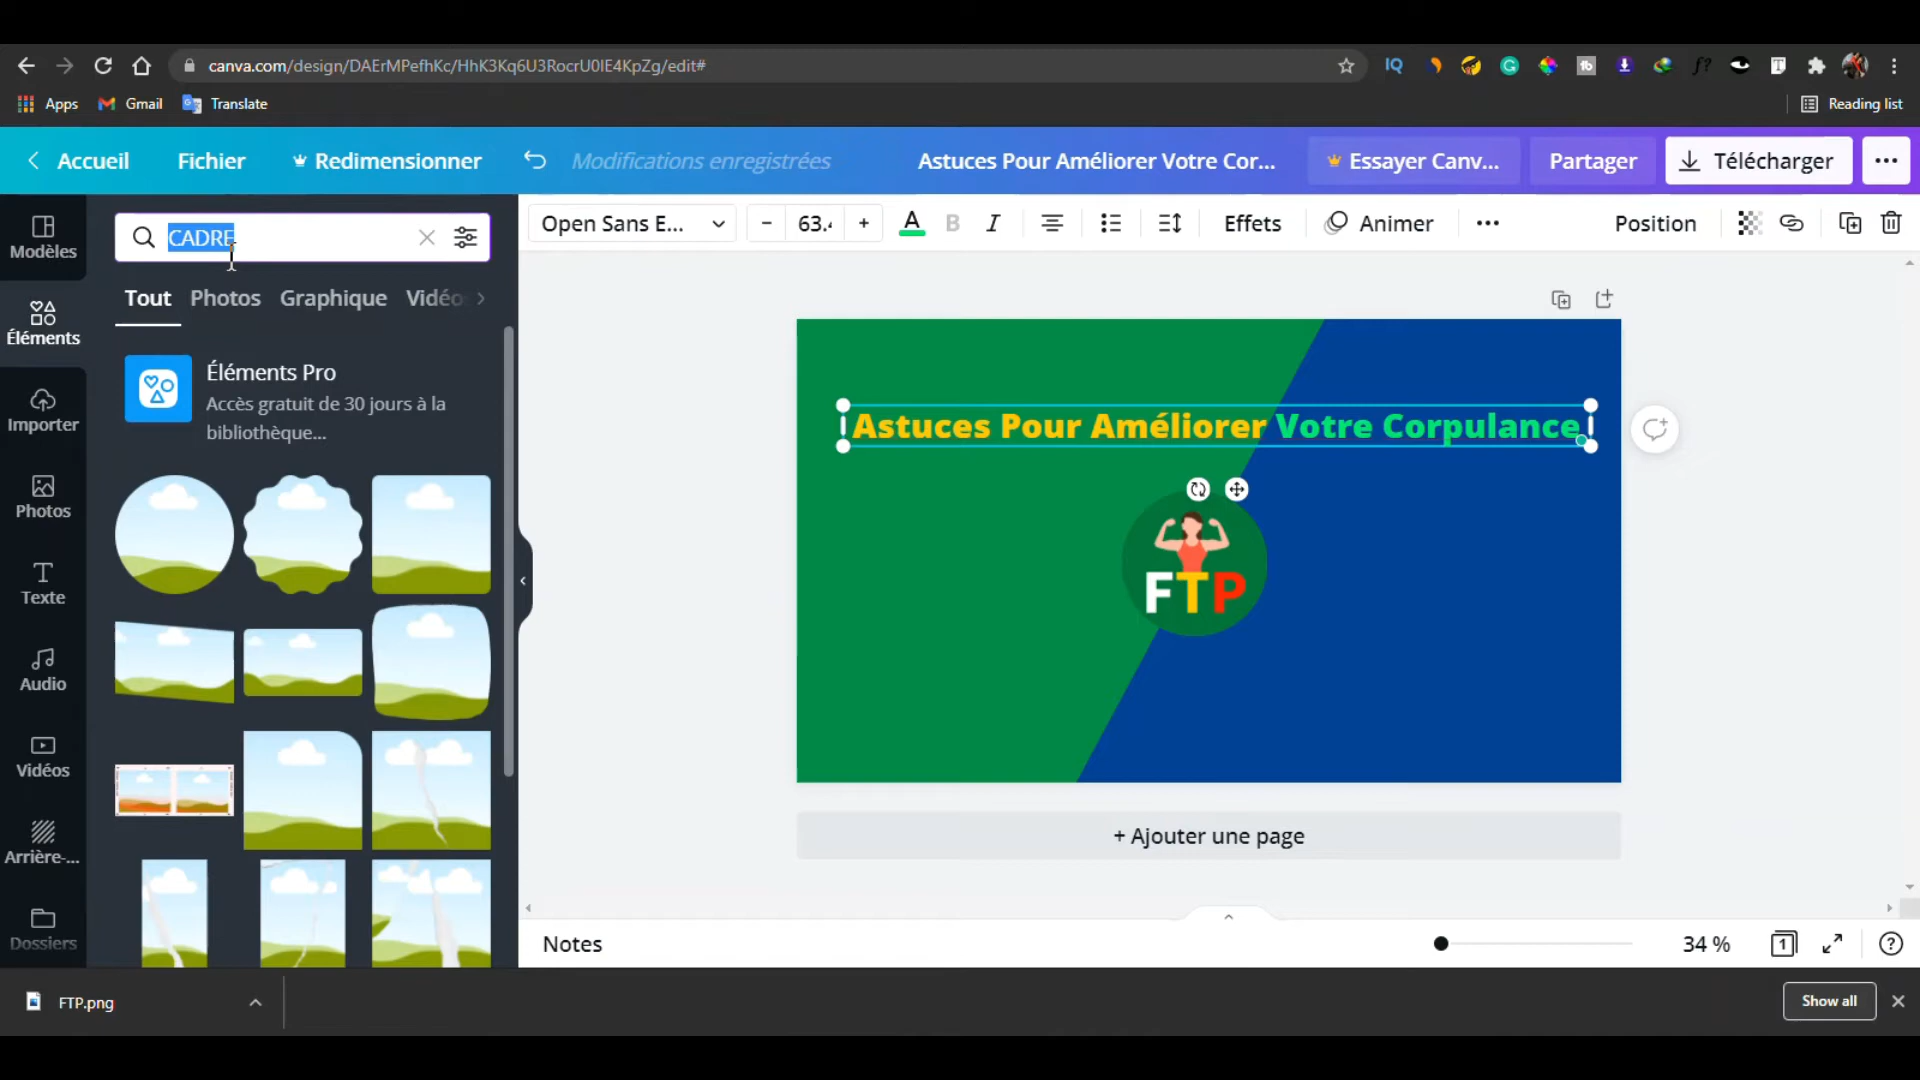 canva.com/design/DAErMPefhKc/HhK3Kq6U3RocrU0lE4KpZg/edit#
Apps Gmail Translate Reading list
Accueil Fichier Redimensionner Modifications enregistrées Astuces Pour Améliorer Votre Cor... Essayer Canv... Partager Télécharger
CADRE
Open Sans E... 63.4 A B I Effets Animer Position
Modèles
Éléments
Importer
Photos
Texte
Audio
Vidéos
Arrière-...
Dossiers
Tout Photos Graphique Vidéo
Éléments Pro
Accès gratuit de 30 jours à la
bibliothèque...
Astuces Pour Améliorer Votre Corpulance
FTP
+ Ajouter une page
Notes 34 % 1
FTP.png Show all